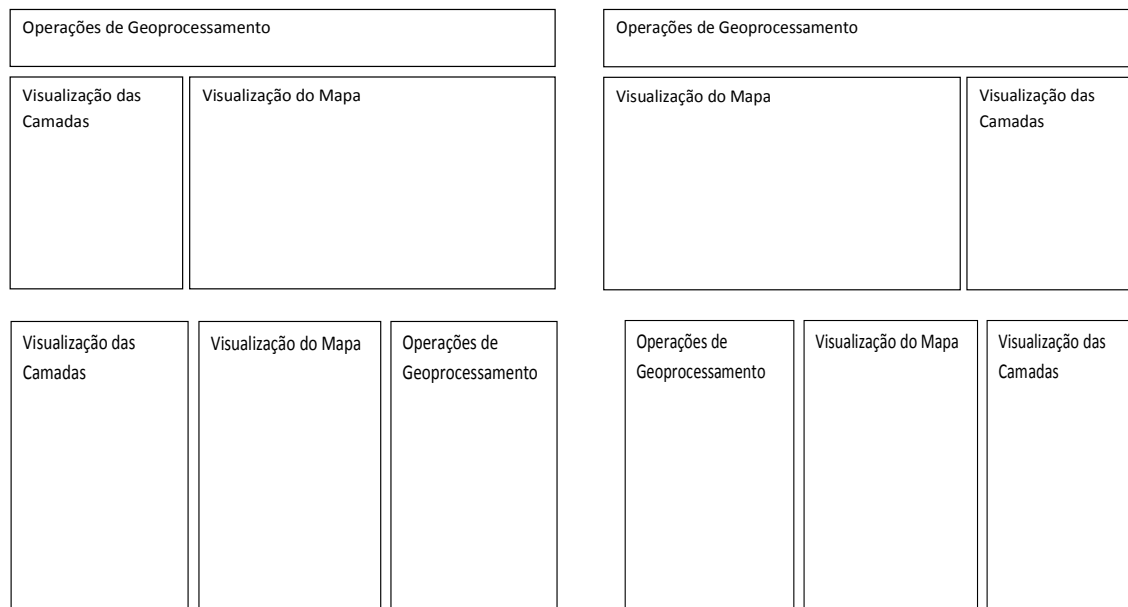 Operações de Geoprocessamento
Visualização das
Camadas
Visualização do Mapa
Operações de Geoprocessamento
Visualização do Mapa
Visualização das
Camadas
Visualização das
Camadas
Visualização do Mapa
Operações de
Geoprocessamento
Operações de
Geoprocessamento
Visualização do Mapa
Visualização das
Camadas